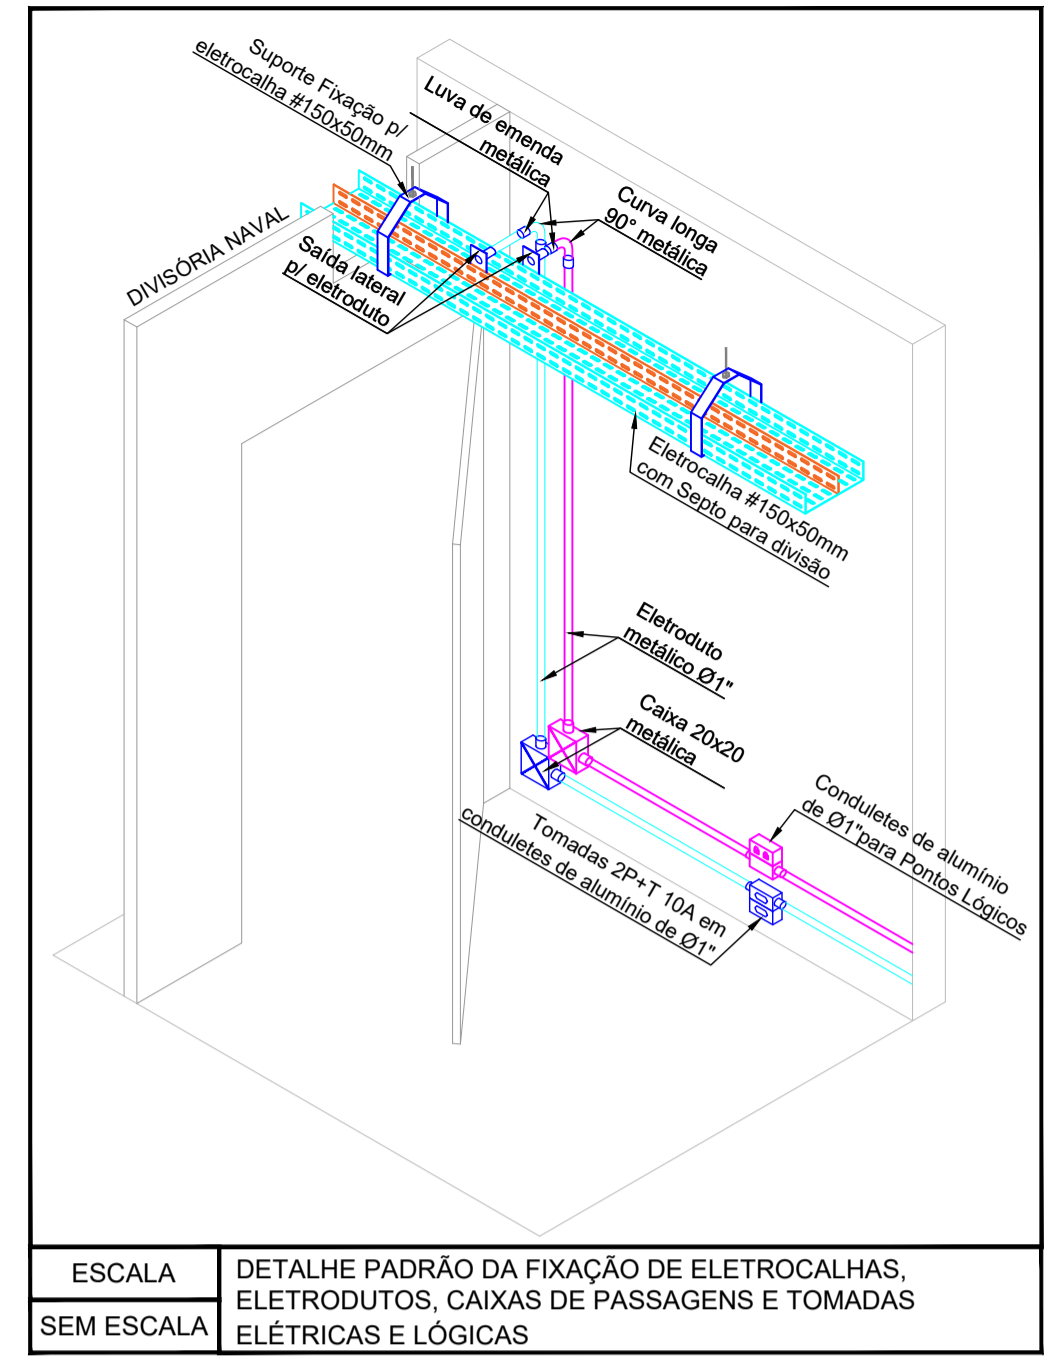 Suporte Fixação p/
eletrocalha #150x50mm
Luva de emenda
metálica
Curva longa
90° metálica
DIVISÓRIA NAVAL
Saída lateral
p/ eletroduto
Eletrocalha #150x50mm
com Septo para divisão
Eletroduto
metálico Ø1"
Caixa 20x20
metálica
Conduletes de alumínio
de Ø1"para Pontos Lógicos
Tomadas 2P+T 10A em
conduletes de alumínio de Ø1"
ESCALA
SEM ESCALA
DETALHE PADRÃO DA FIXAÇÃO DE ELETROCALHAS,
ELETRODUTOS, CAIXAS DE PASSAGENS E TOMADAS
ELÉTRICAS E LÓGICAS